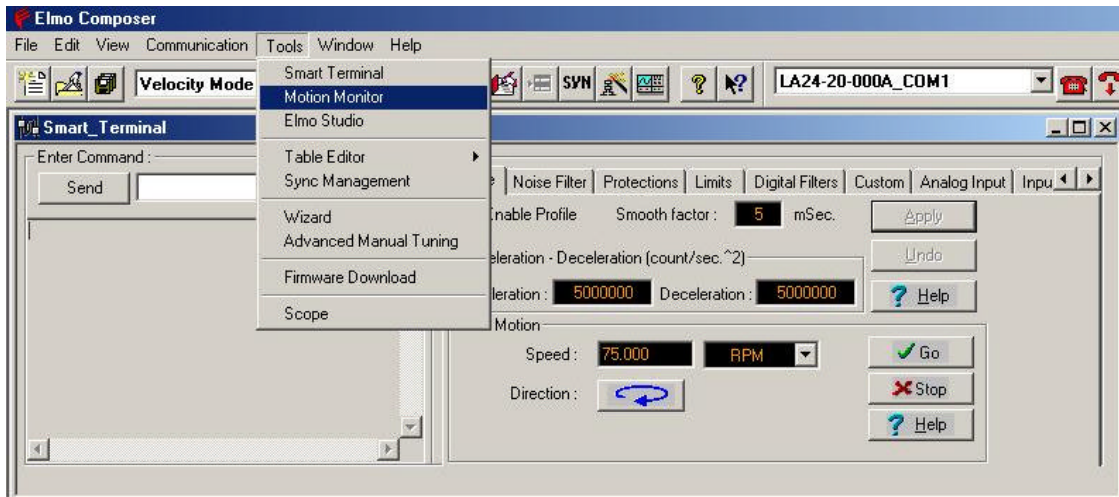 Elmo Composer
File Edit View Communication Tools Window Help
Velocity Mode SYN LA24-20-000A_COM1
Smart Terminal
Motion Monitor
Elmo Studio
Table Editor
Sync Management
Wizard
Advanced Manual Tuning
Firmware Download
Scope
Smart_Terminal
Enter Command :
Send
Noise Filter Protections Limits Digital Filters Custom Analog Input Inpu
nable Profile Smooth factor : 5 mSec. Apply
eleration - Deceleration (count/sec.^2) Undo
leration : 5000000 Deceleration : 5000000 Help
Motion
Speed : 75.000 RPM Go
Direction : Stop
Help